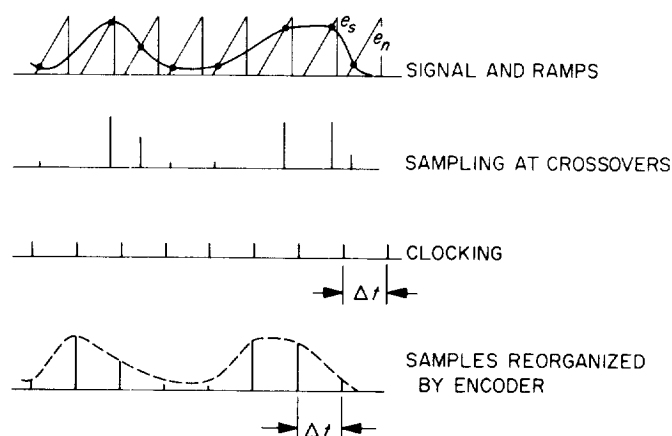 e_s
e_n
SIGNAL AND RAMPS
SAMPLING AT CROSSOVERS
CLOCKING
Δt
SAMPLES REORGANIZED
BY ENCODER
Δt